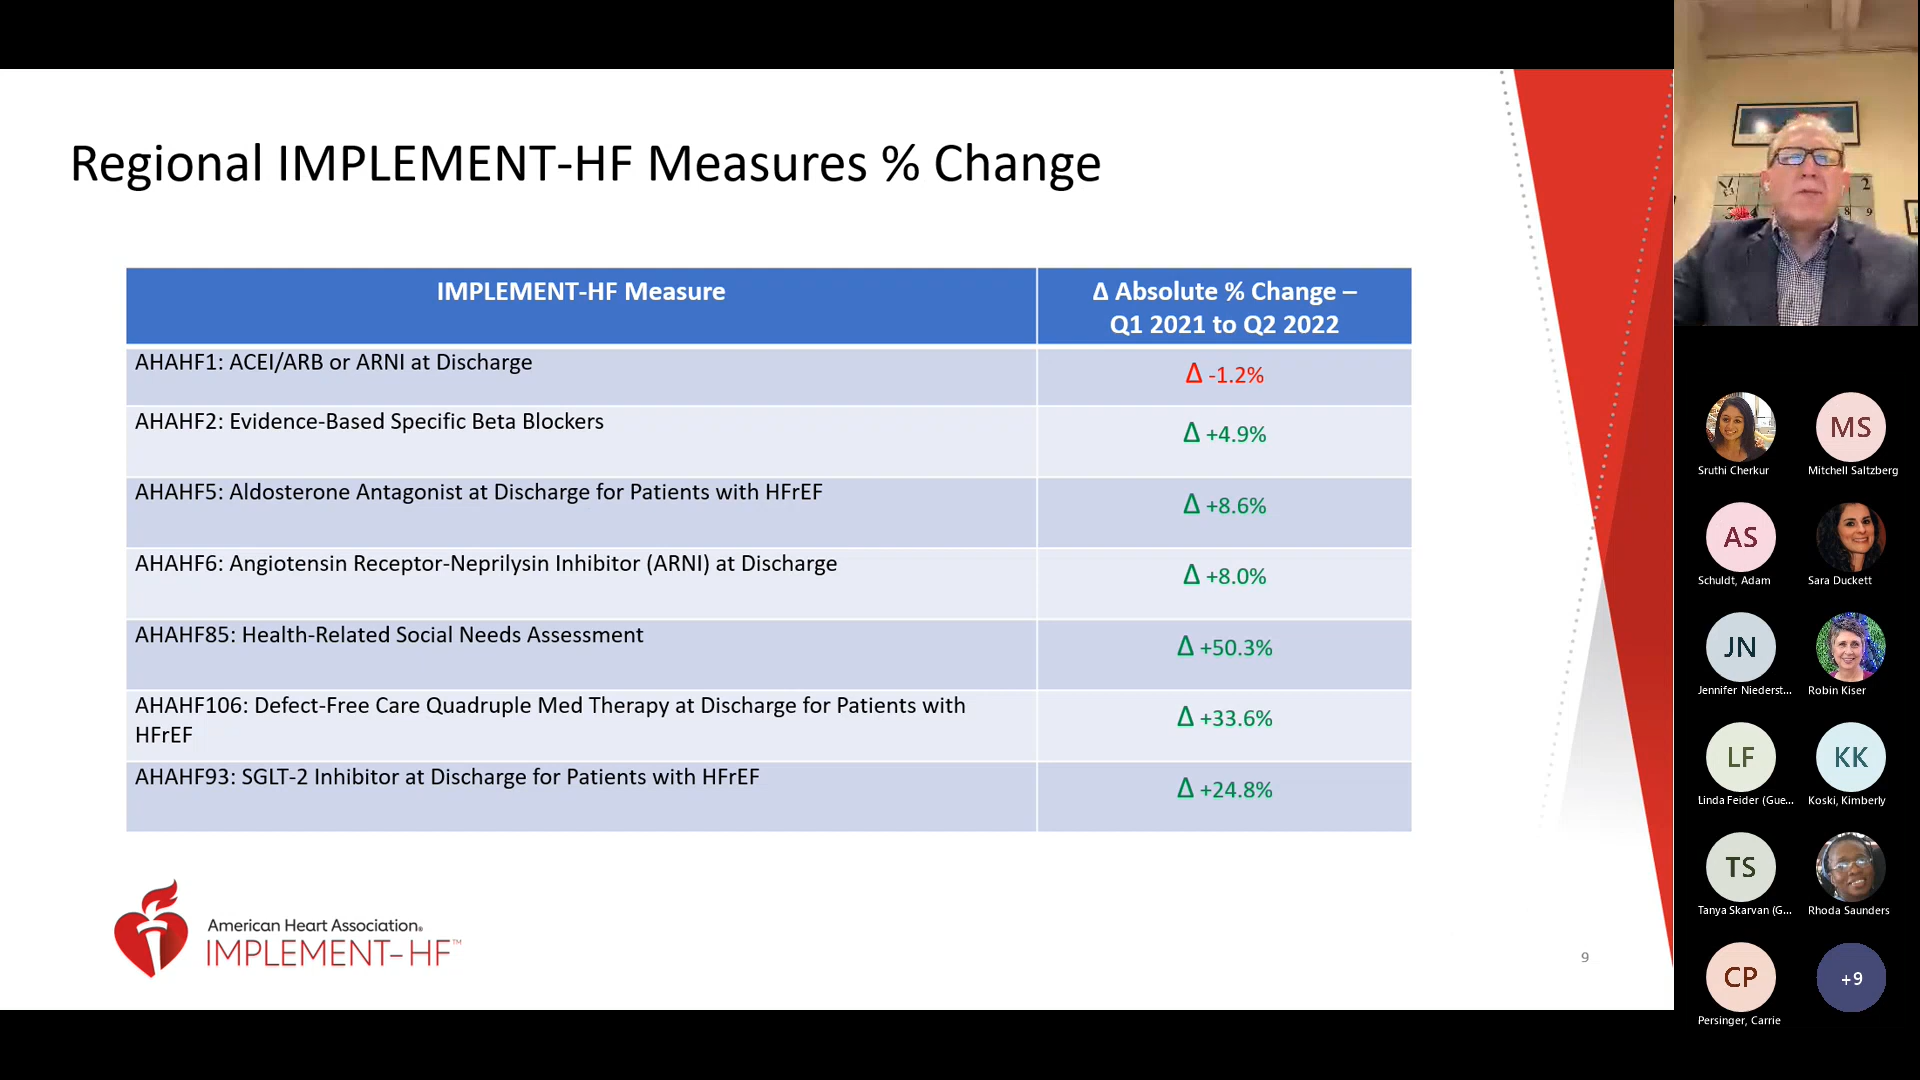 Regional IMPLEMENT-HF Measures % Change
IMPLEMENT-HF Measure
Δ Absolute % Change –
Q1 2021 to Q2 2022
AHAHF1: ACEI/ARB or ARNI at Discharge
Δ -1.2%
AHAHF2: Evidence-Based Specific Beta Blockers
Δ +4.9%
AHAHF5: Aldosterone Antagonist at Discharge for Patients with HFrEF
Δ +8.6%
AHAHF6: Angiotensin Receptor-Neprilysin Inhibitor (ARNI) at Discharge
Δ +8.0%
AHAHF85: Health-Related Social Needs Assessment
Δ +50.3%
AHAHF106: Defect-Free Care Quadruple Med Therapy at Discharge for Patients with
HFrEF
Δ +33.6%
AHAHF93: SGLT-2 Inhibitor at Discharge for Patients with HFrEF
Δ +24.8%
American Heart Association®
IMPLEMENT-HF™
9
2
8 9
Sruthi Cherkur
MS
Mitchell Saltzberg
AS
Schuldt, Adam
Sara Duckett
JN
Jennifer Niederst...
Robin Kiser
LF
Linda Feider (Gue...
KK
Koski, Kimberly
TS
Tanya Skarvan (G...
Rhoda Saunders
CP
Persinger, Carrie
+9